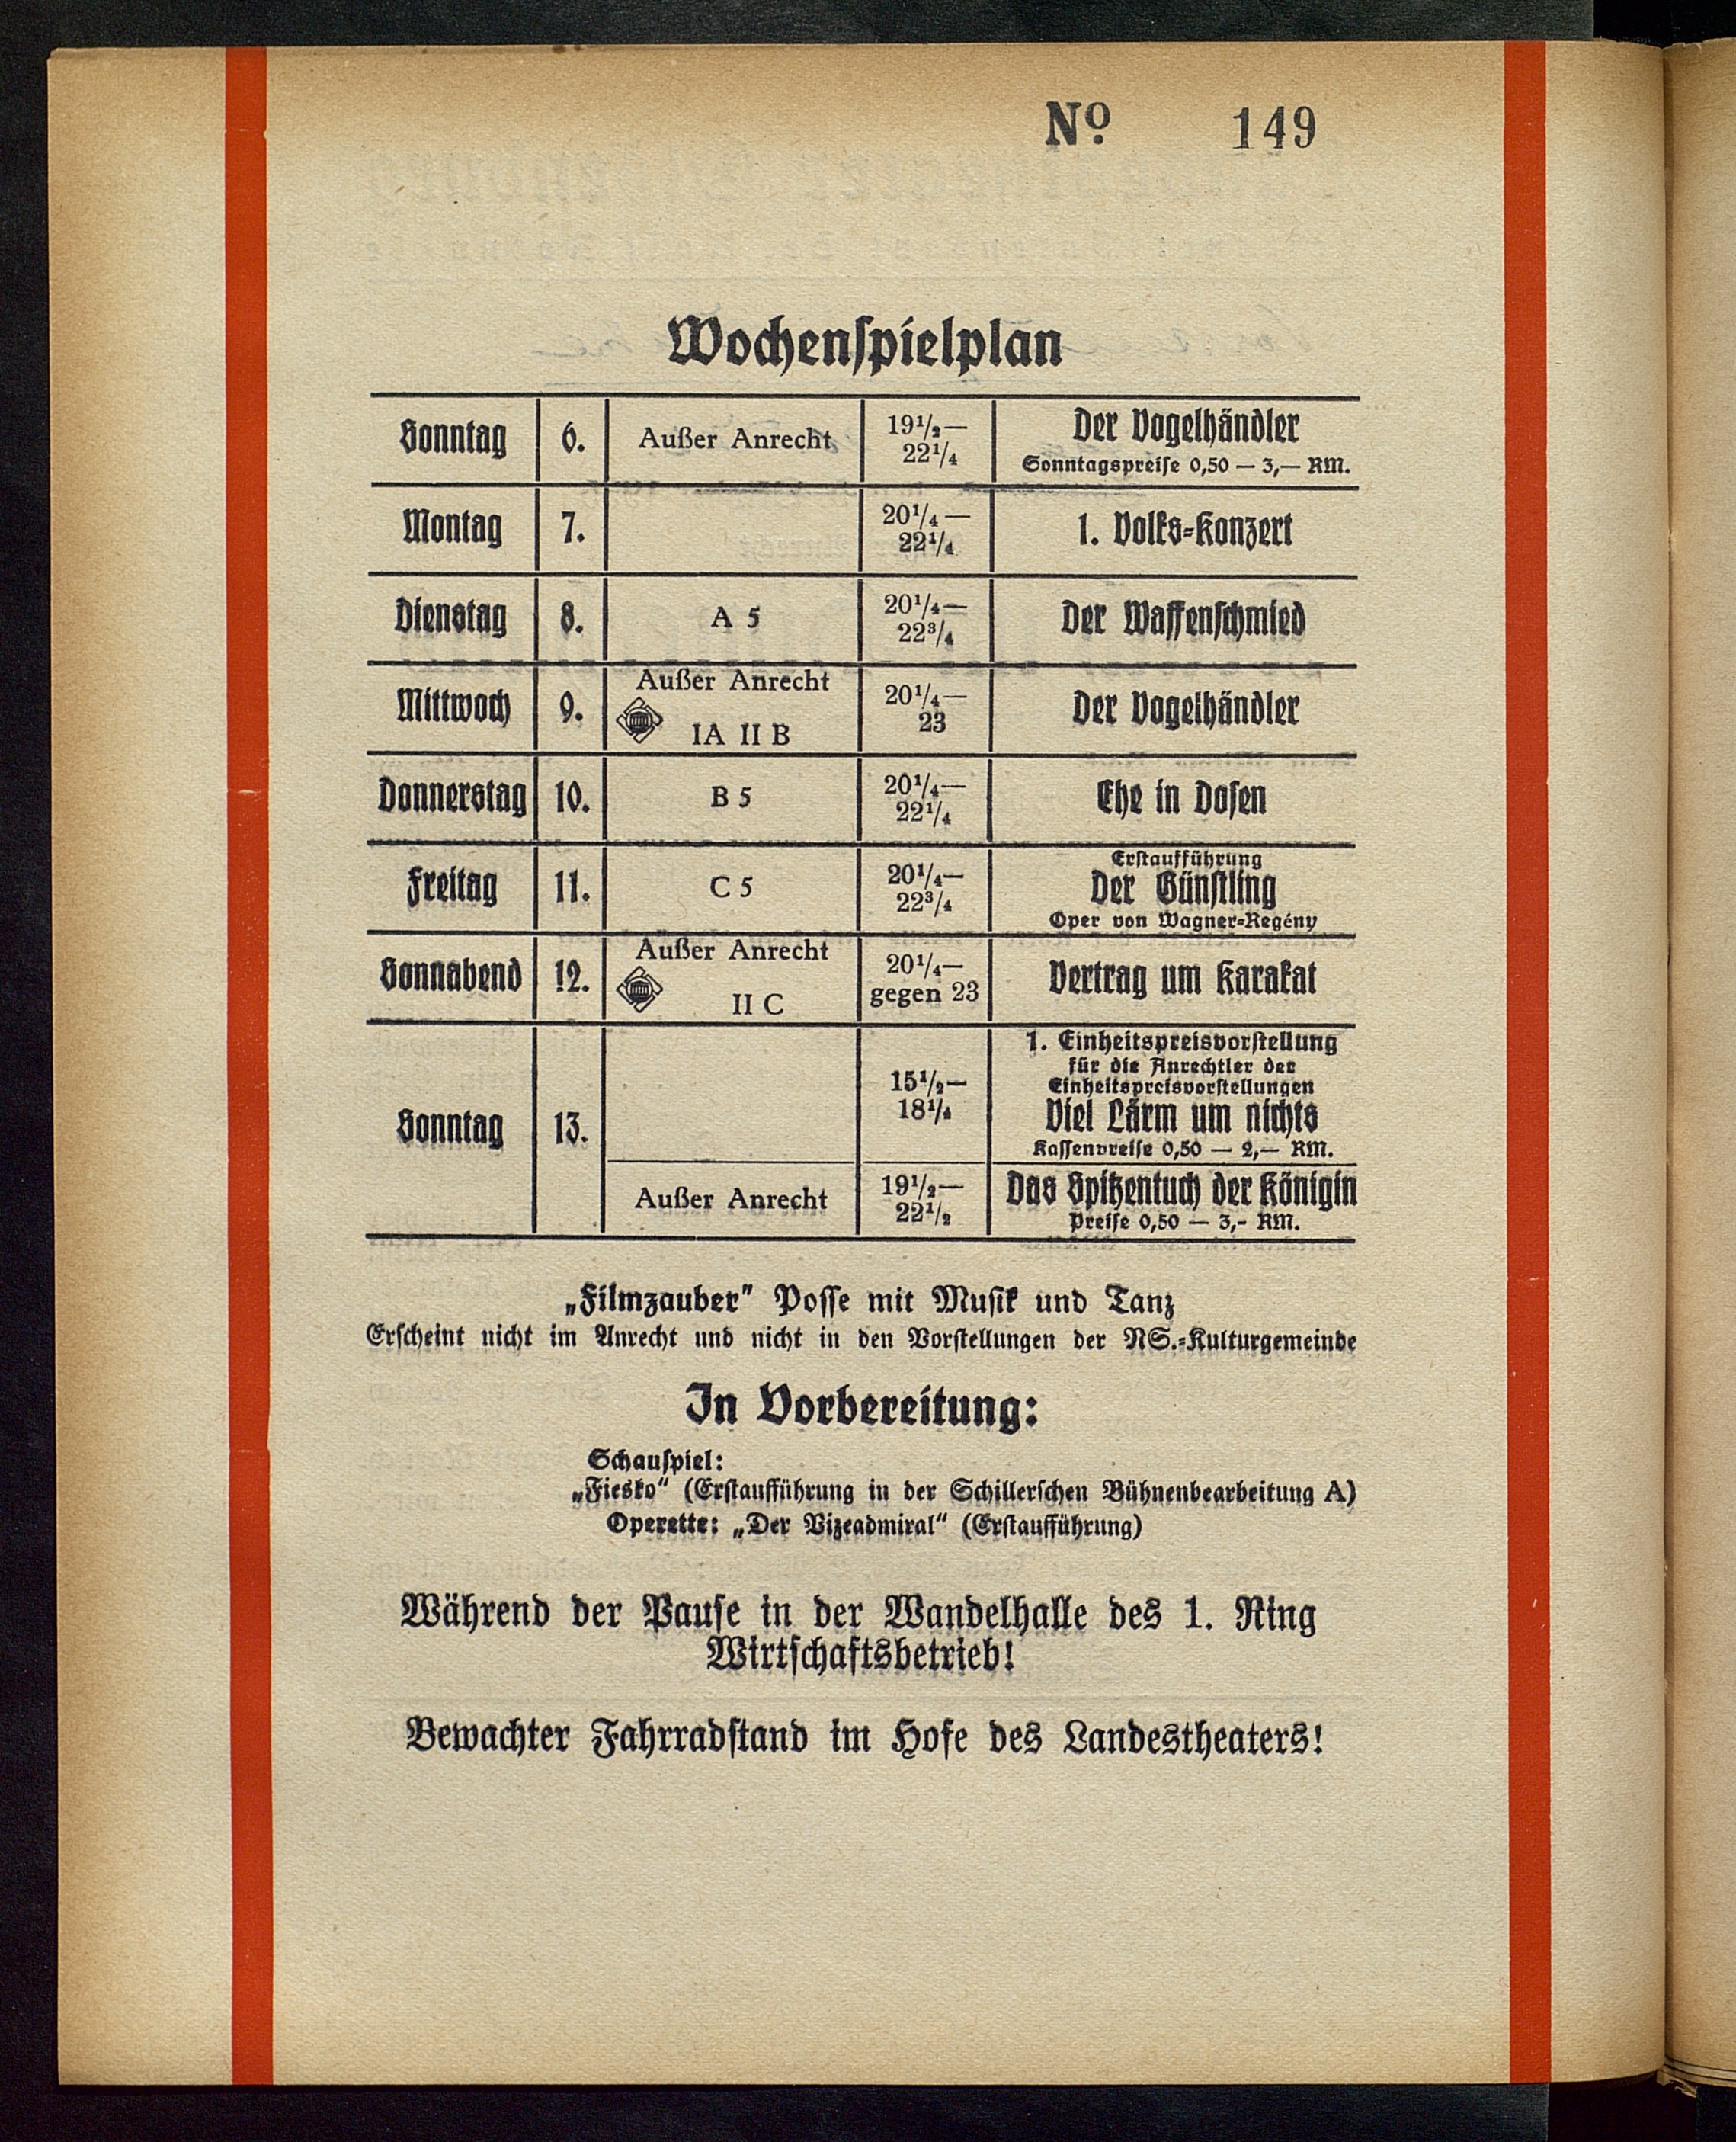 Nº 149
Wochenspielplan
Sonntag 6. Außer Anrecht 19½— 22¼ Der Vogelhändler
Sonntagspreise 0,50 — 3,— RM.
Montag 7. 20¼— 22¼ 1. Volks-Konzert
Dienstag 8. A 5 20¼— 22¾ Der Waffenschmied
Mittwoch 9. Außer Anrecht IA II B 20¼— 23 Der Vogelhändler
Donnerstag 10. B 5 20¼— 22¼ Ehe in Dosen
Freitag 11. C 5 20¼— 22¾ Erstaufführung
Der Günstling
Oper von Wagner-Regény
Sonnabend 12. Außer Anrecht II C 20¼— gegen 23 Vertrag um Karakat
Sonntag 13. 15½— 18¼ 1. Einheitspreisvorstellung
für die Anrechtler der
Einheitspreisvorstellungen
Viel Lärm um nichts
Kassenpreise 0,50 — 2,— RM.
Außer Anrecht 19½— 22½ Das Spitzentuch der Königin
Preise 0,50 — 3,- RM.
„Filmzauber" Posse mit Musik und Tanz
Erscheint nicht im Anrecht und nicht in den Vorstellungen der NS.-Kulturgemeinde
In Vorbereitung:
Schauspiel:
„Fiesko" (Erstaufführung in der Schillerschen Bühnenbearbeitung A)
Operette: „Der Vizeadmiral" (Erstaufführung)
Während der Pause in der Wandelhalle des 1. Ring
Wirtschaftsbetrieb!
Bewachter Fahrradstand im Hofe des Landestheaters!